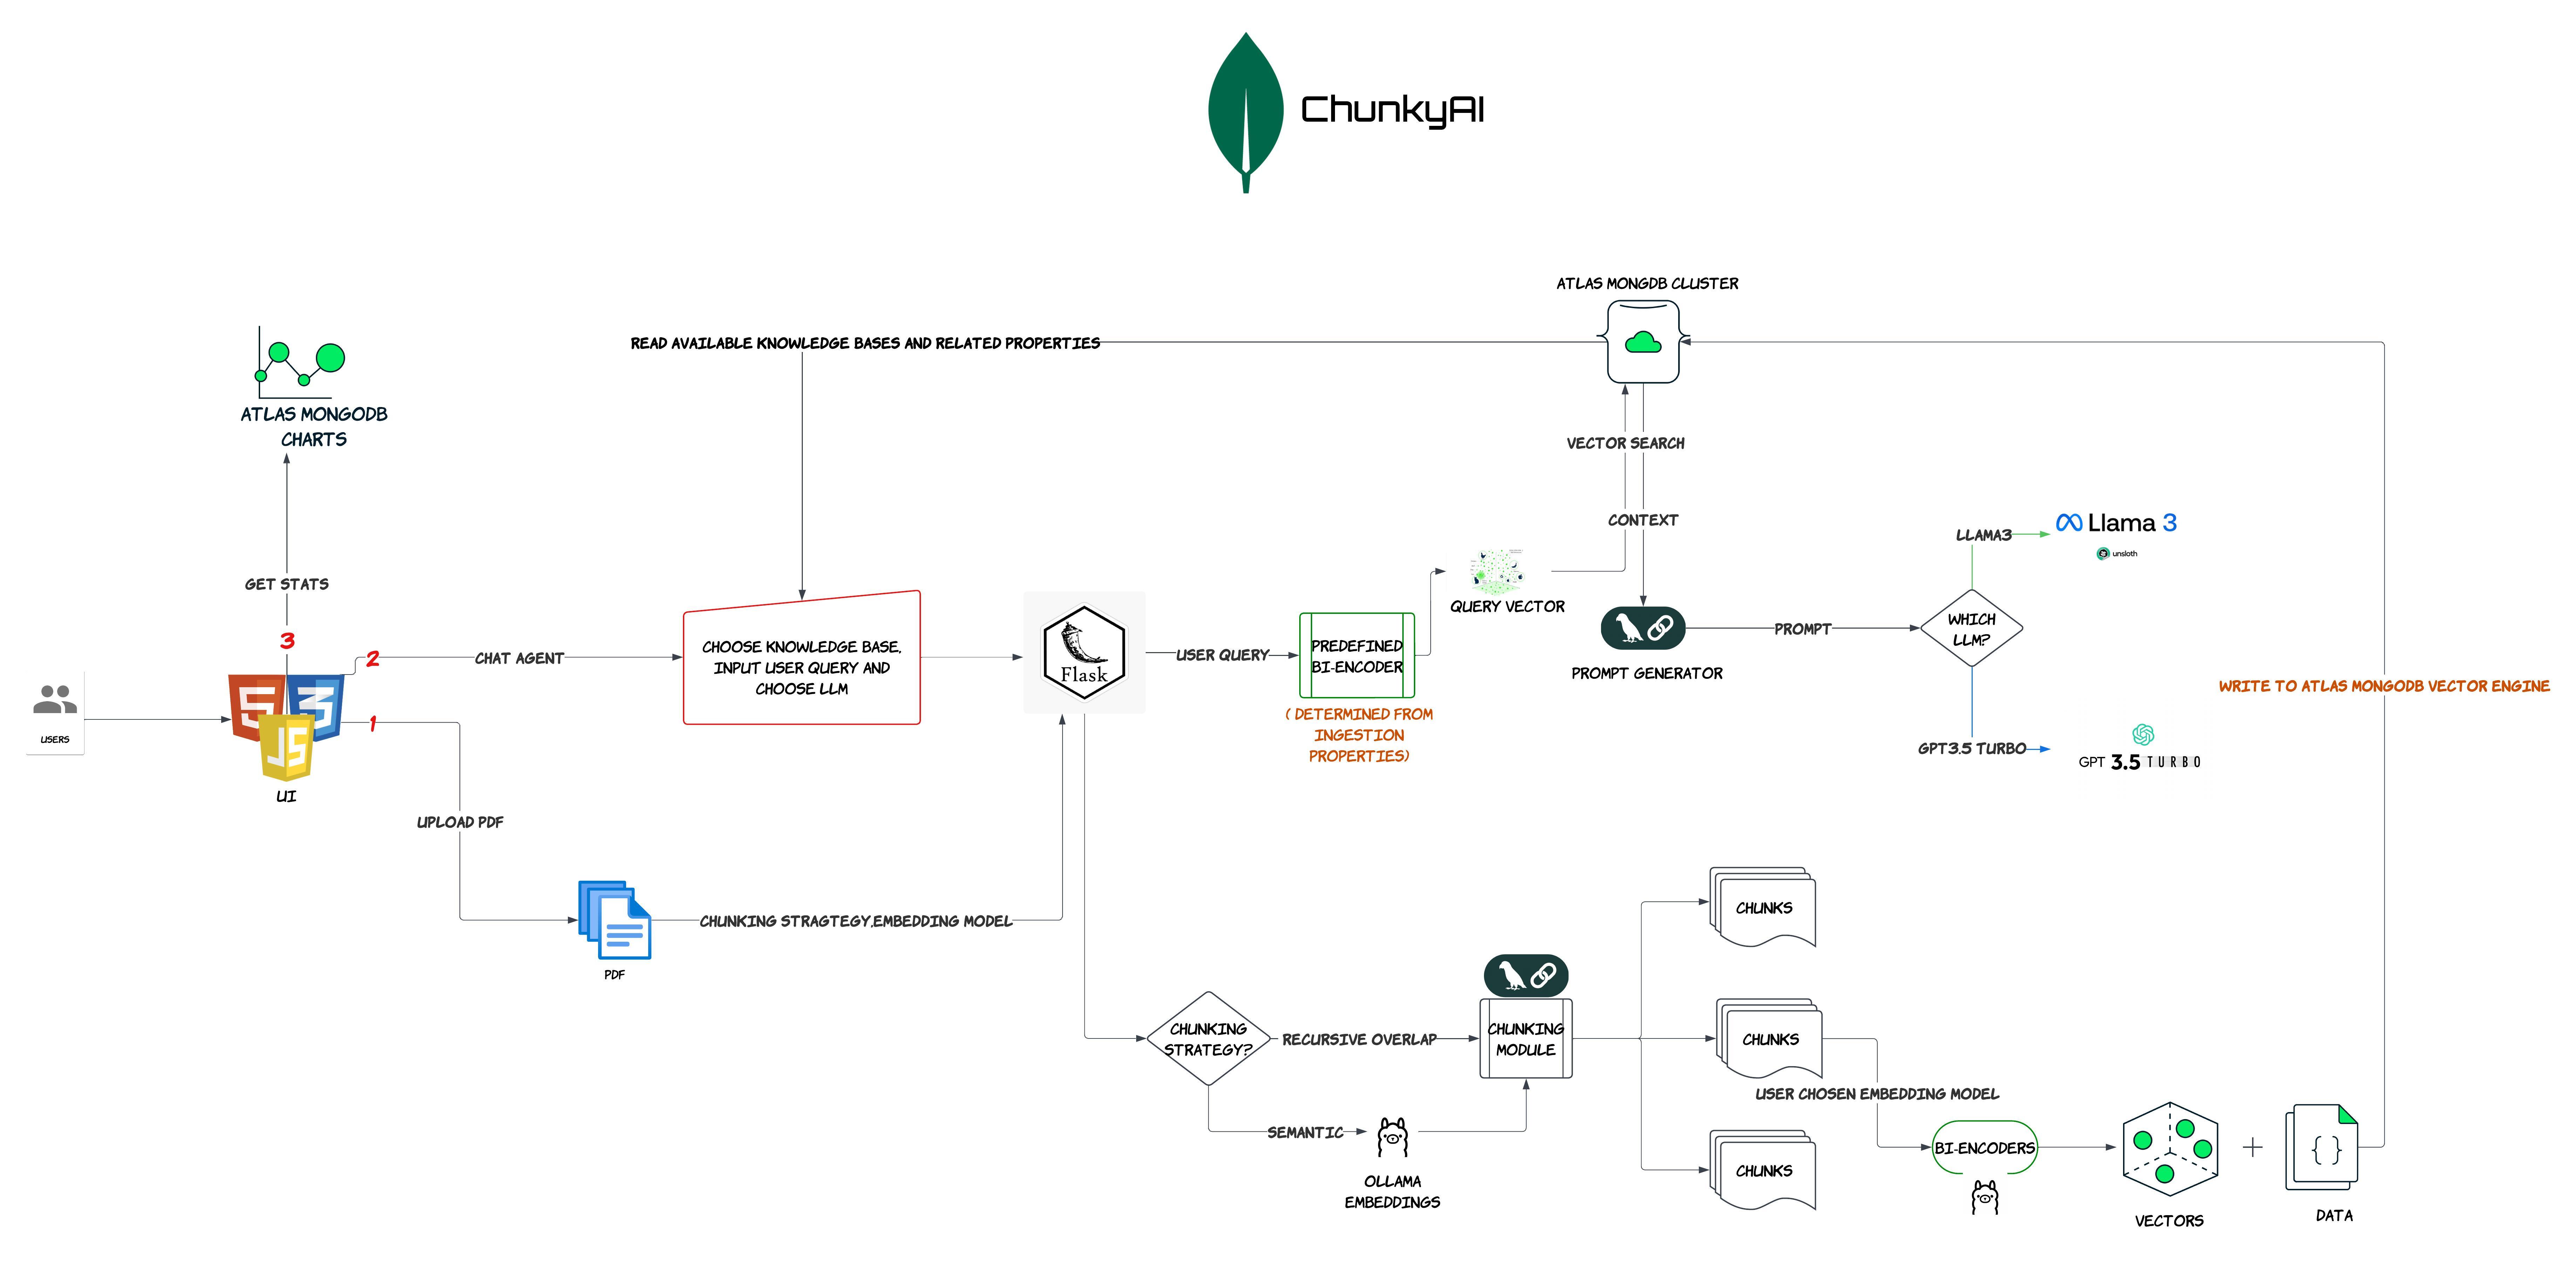 ChunkyAI
ATLAS MONGDB CLUSTER
READ AVAILABLE KNOWLEDGE BASES AND RELATED PROPERTIES
ATLAS MONGODB
CHARTS
VECTOR SEARCH
CONTEXT
GET STATS
3
2
CHAT AGENT
1
USERS
5
3
JS
UI
CHOOSE KNOWLEDGE BASE,
INPUT USER QUERY AND
CHOOSE LLM
Flask
USER QUERY
PREDEFINED
BI-ENCODER
( DETERMINED FROM
INGESTION
PROPERTIES)
QUERY VECTOR
PROMPT GENERATOR
PROMPT
WHICH
LLM?
LLAMA3
Llama 3
unsloth
GPT3.5 TURBO
GPT 3.5 TURBO
WRITE TO ATLAS MONGODB VECTOR ENGINE
UPLOAD PDF
PDF
CHUNKING STRAGTEGY,EMBEDDING MODEL
CHUNKING
STRATEGY?
RECURSIVE OVERLAP
SEMANTIC
OLLAMA
EMBEDDINGS
CHUNKING
MODULE
CHUNKS
CHUNKS
CHUNKS
USER CHOSEN EMBEDDING MODEL
BI-ENCODERS
VECTORS
+
{ }
DATA